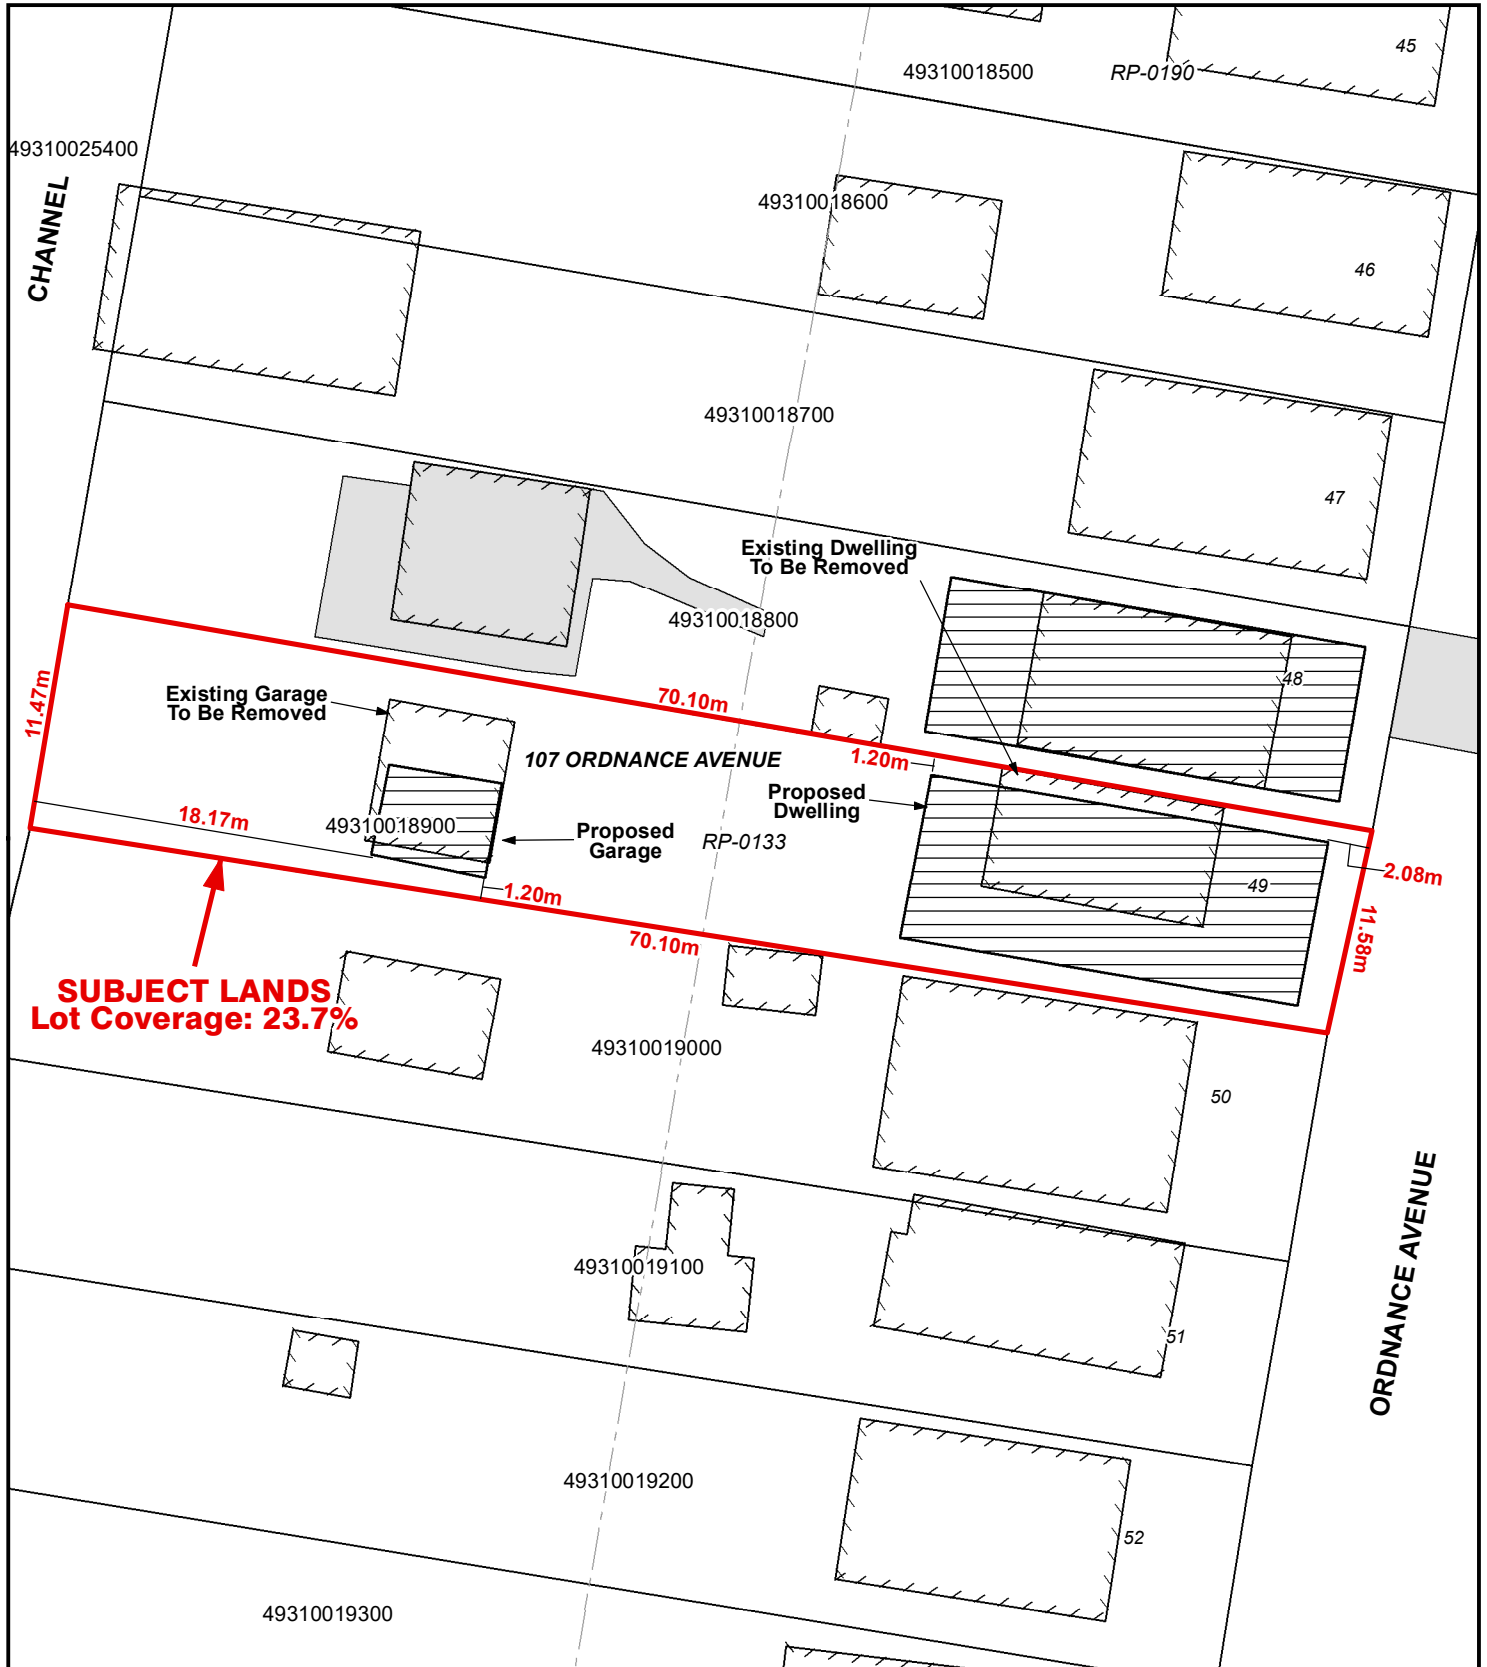 45
49310018500
RP-0190
49310025400
CHANNEL
49310018600
46
49310018700
47
Existing Dwelling
To Be Removed
49310018800
48
11.47m
Existing Garage
To Be Removed
70.10m
107 ORDNANCE AVENUE
1.20m
Proposed
Dwelling
18.17m
49310018900
Proposed
Garage
RP-0133
2.08m
49
1.20m
70.10m
11.58m
SUBJECT LANDS
Lot Coverage: 23.7%
49310019000
50
ORDNANCE AVENUE
49310019100
51
49310019200
52
49310019300